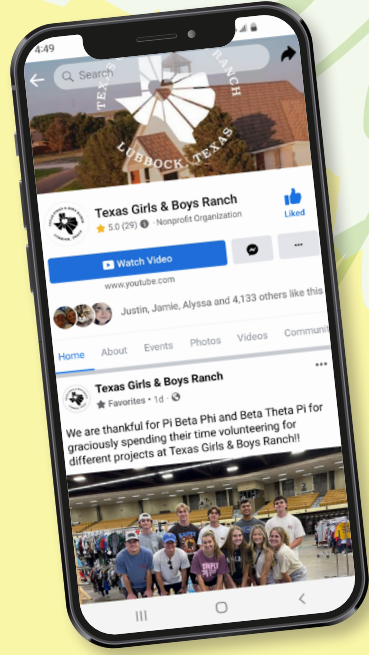 4:49
Search
TEXAS RANCH
LUBBOCK, TEXAS
Texas Girls & Boys Ranch
5.0 (29) · Nonprofit Organization
Liked
Watch Video
www.youtube.com
Justin, Jamie, Alyssa and 4,133 others like this
Home About Events Photos Videos Communit
Texas Girls & Boys Ranch
Favorites • 1d ·
We are thankful for Pi Beta Phi and Beta Theta Pi for
graciously spending their time volunteering for
different projects at Texas Girls & Boys Ranch!!